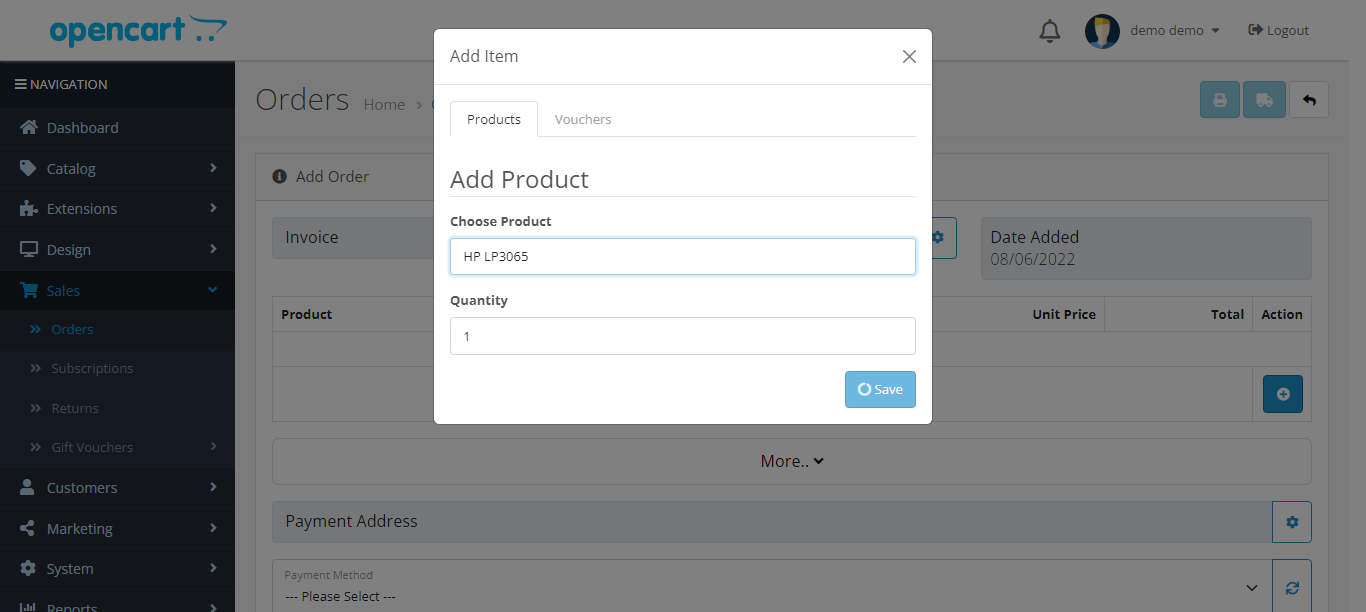 opencart
demo demo
Logout
NAVIGATION
Dashboard
Catalog
Extensions
Design
Sales
Orders
Subscriptions
Returns
Gift Vouchers
Customers
Marketing
System
Reports
Orders
Home
Add Order
Invoice
Date Added
08/06/2022
Product
Unit Price
Total
Action
More..
Payment Address
Payment Method
--- Please Select ---
Add Item
Products
Vouchers
Add Product
Choose Product
HP LP3065
Quantity
1
Save